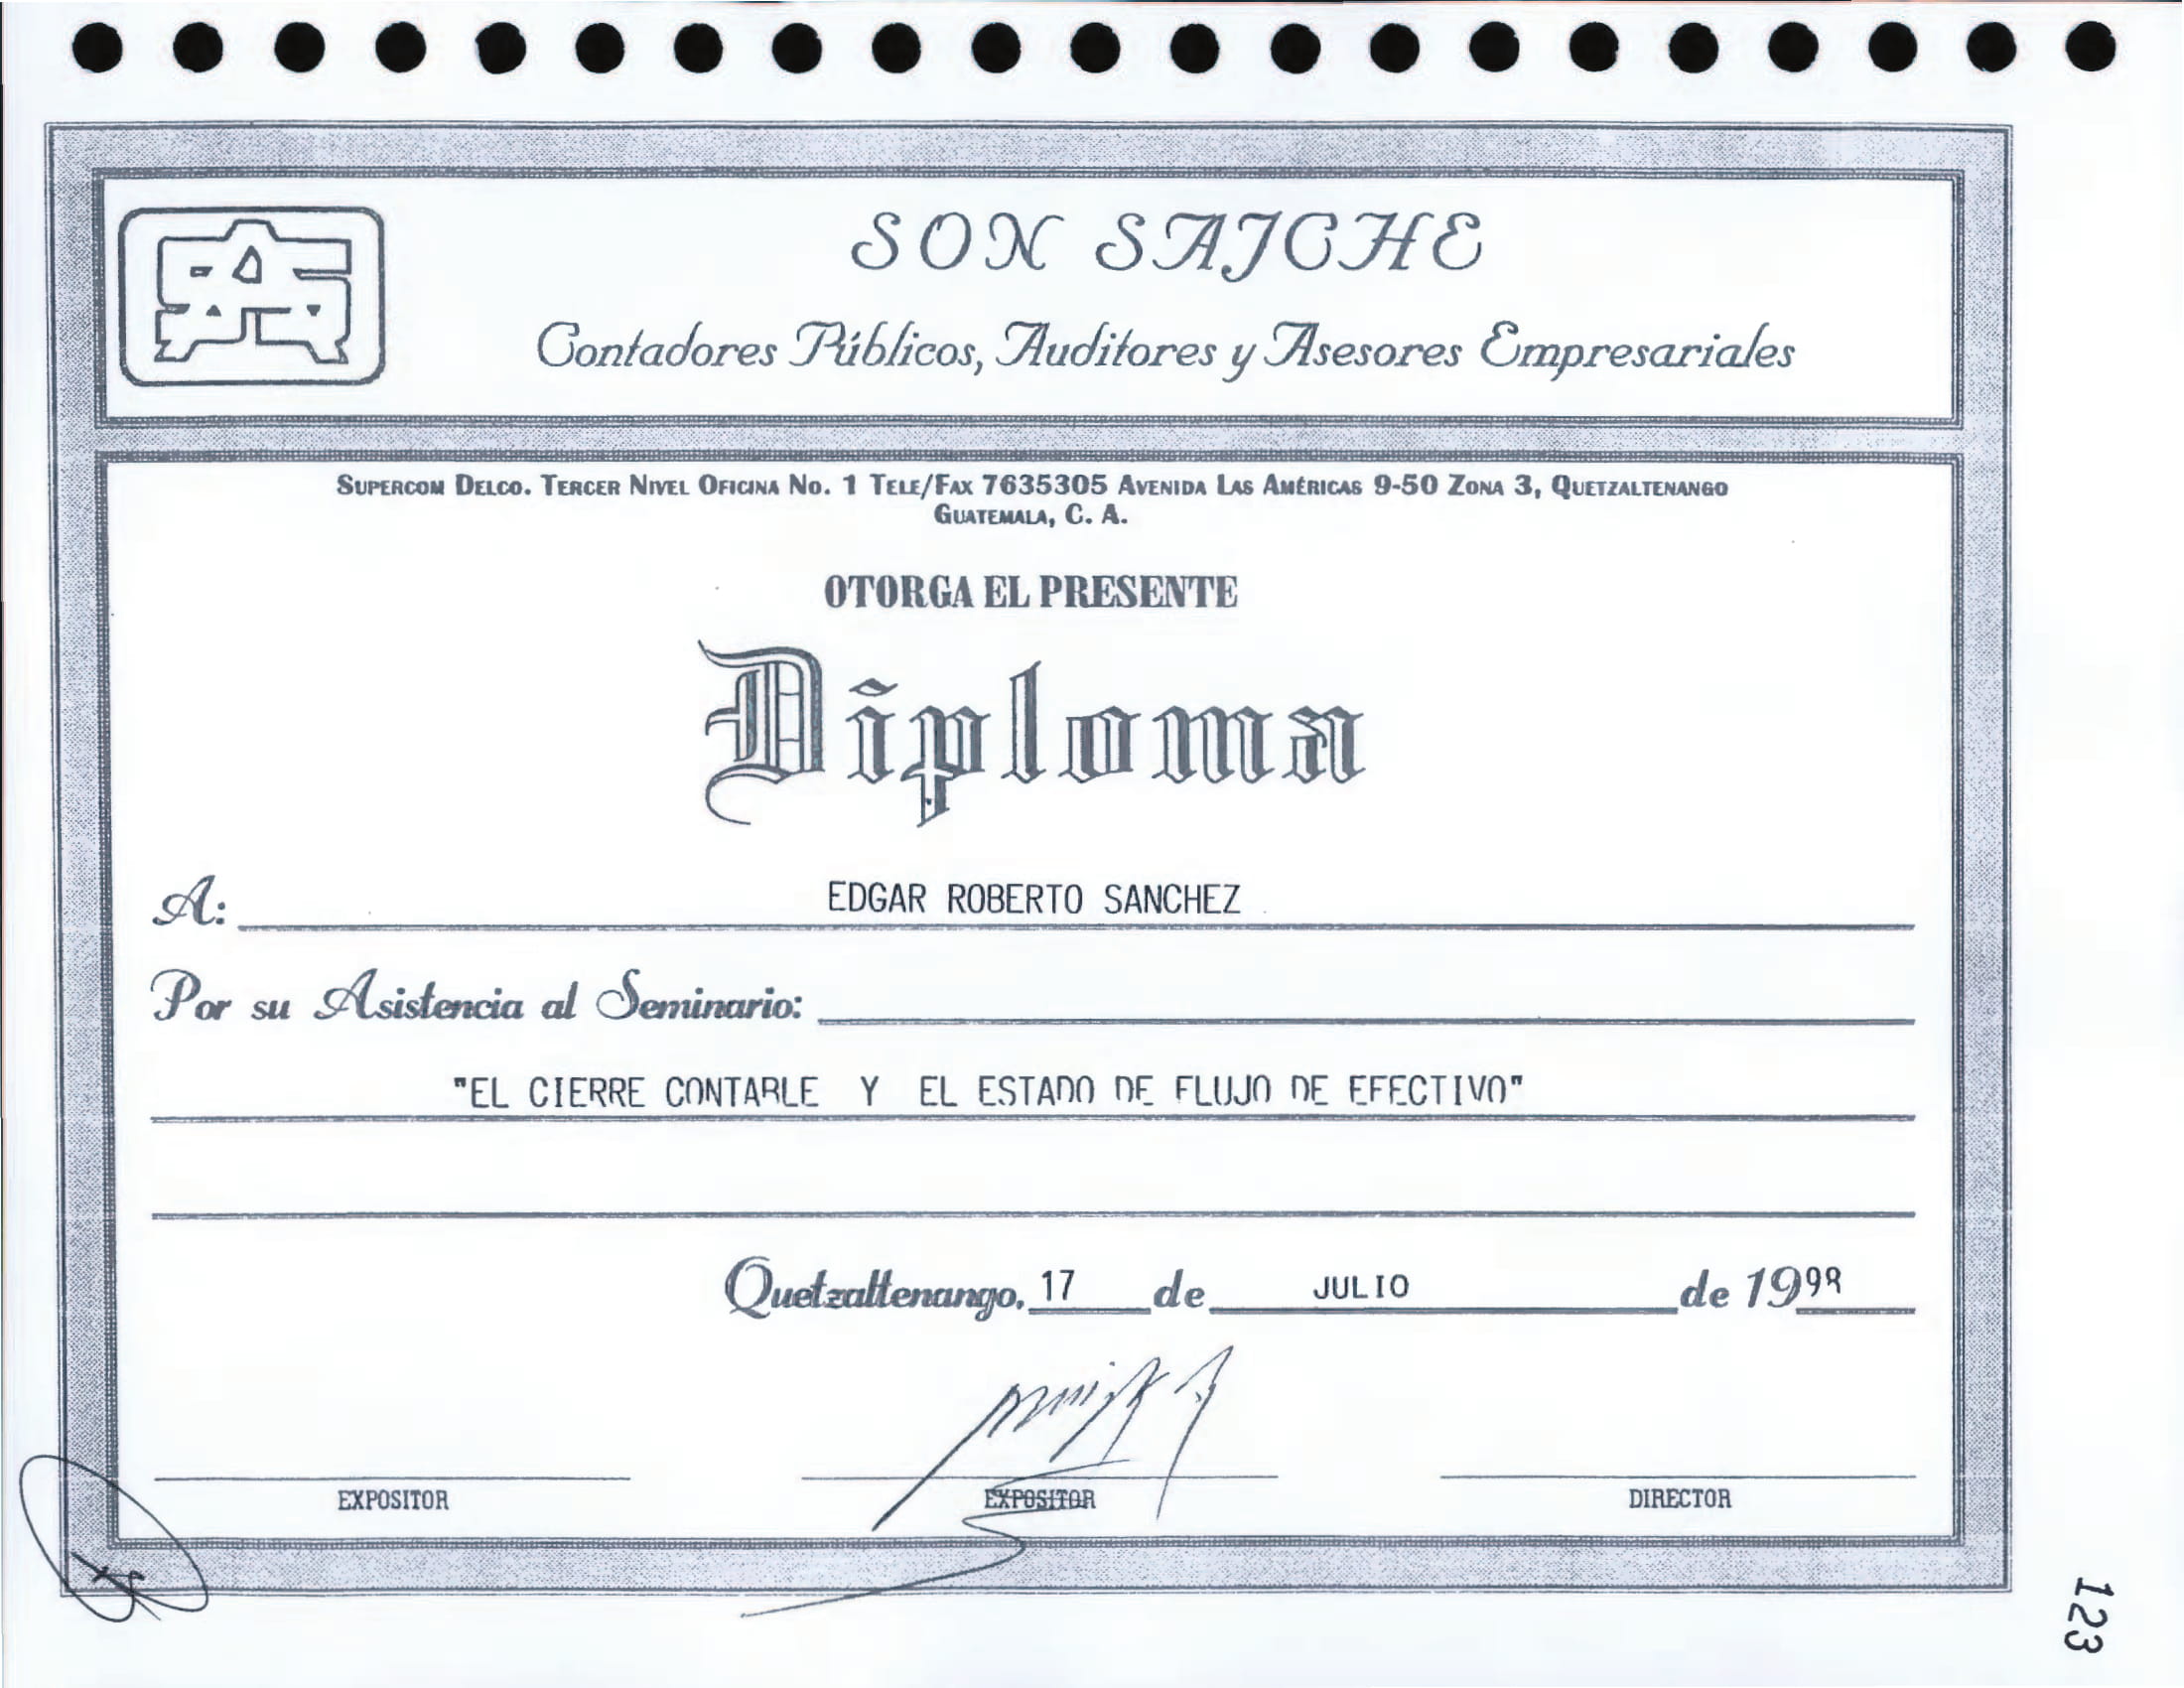 SON SAJCHE
Contadores Públicos, Auditores y Asesores Empresariales
SUPERCOM DELCO. TERCER NIVEL OFICINA NO. 1 TELE/FAX 7635305 AVENIDA LAS AMÉRICAS 9-50 ZONA 3, QUETZALTENANGO
GUATEMALA, C. A.
OTORGA EL PRESENTE
Diploma
A: EDGAR ROBERTO SANCHEZ
Por su Asistencia al Seminario:
"EL CIERRE CONTABLE Y EL ESTADO DE FLUJO DE EFECTIVO"
Quetzaltenango, 17 de JULIO de 19
EXPOSITOR EXPOSITOR DIRECTOR
123